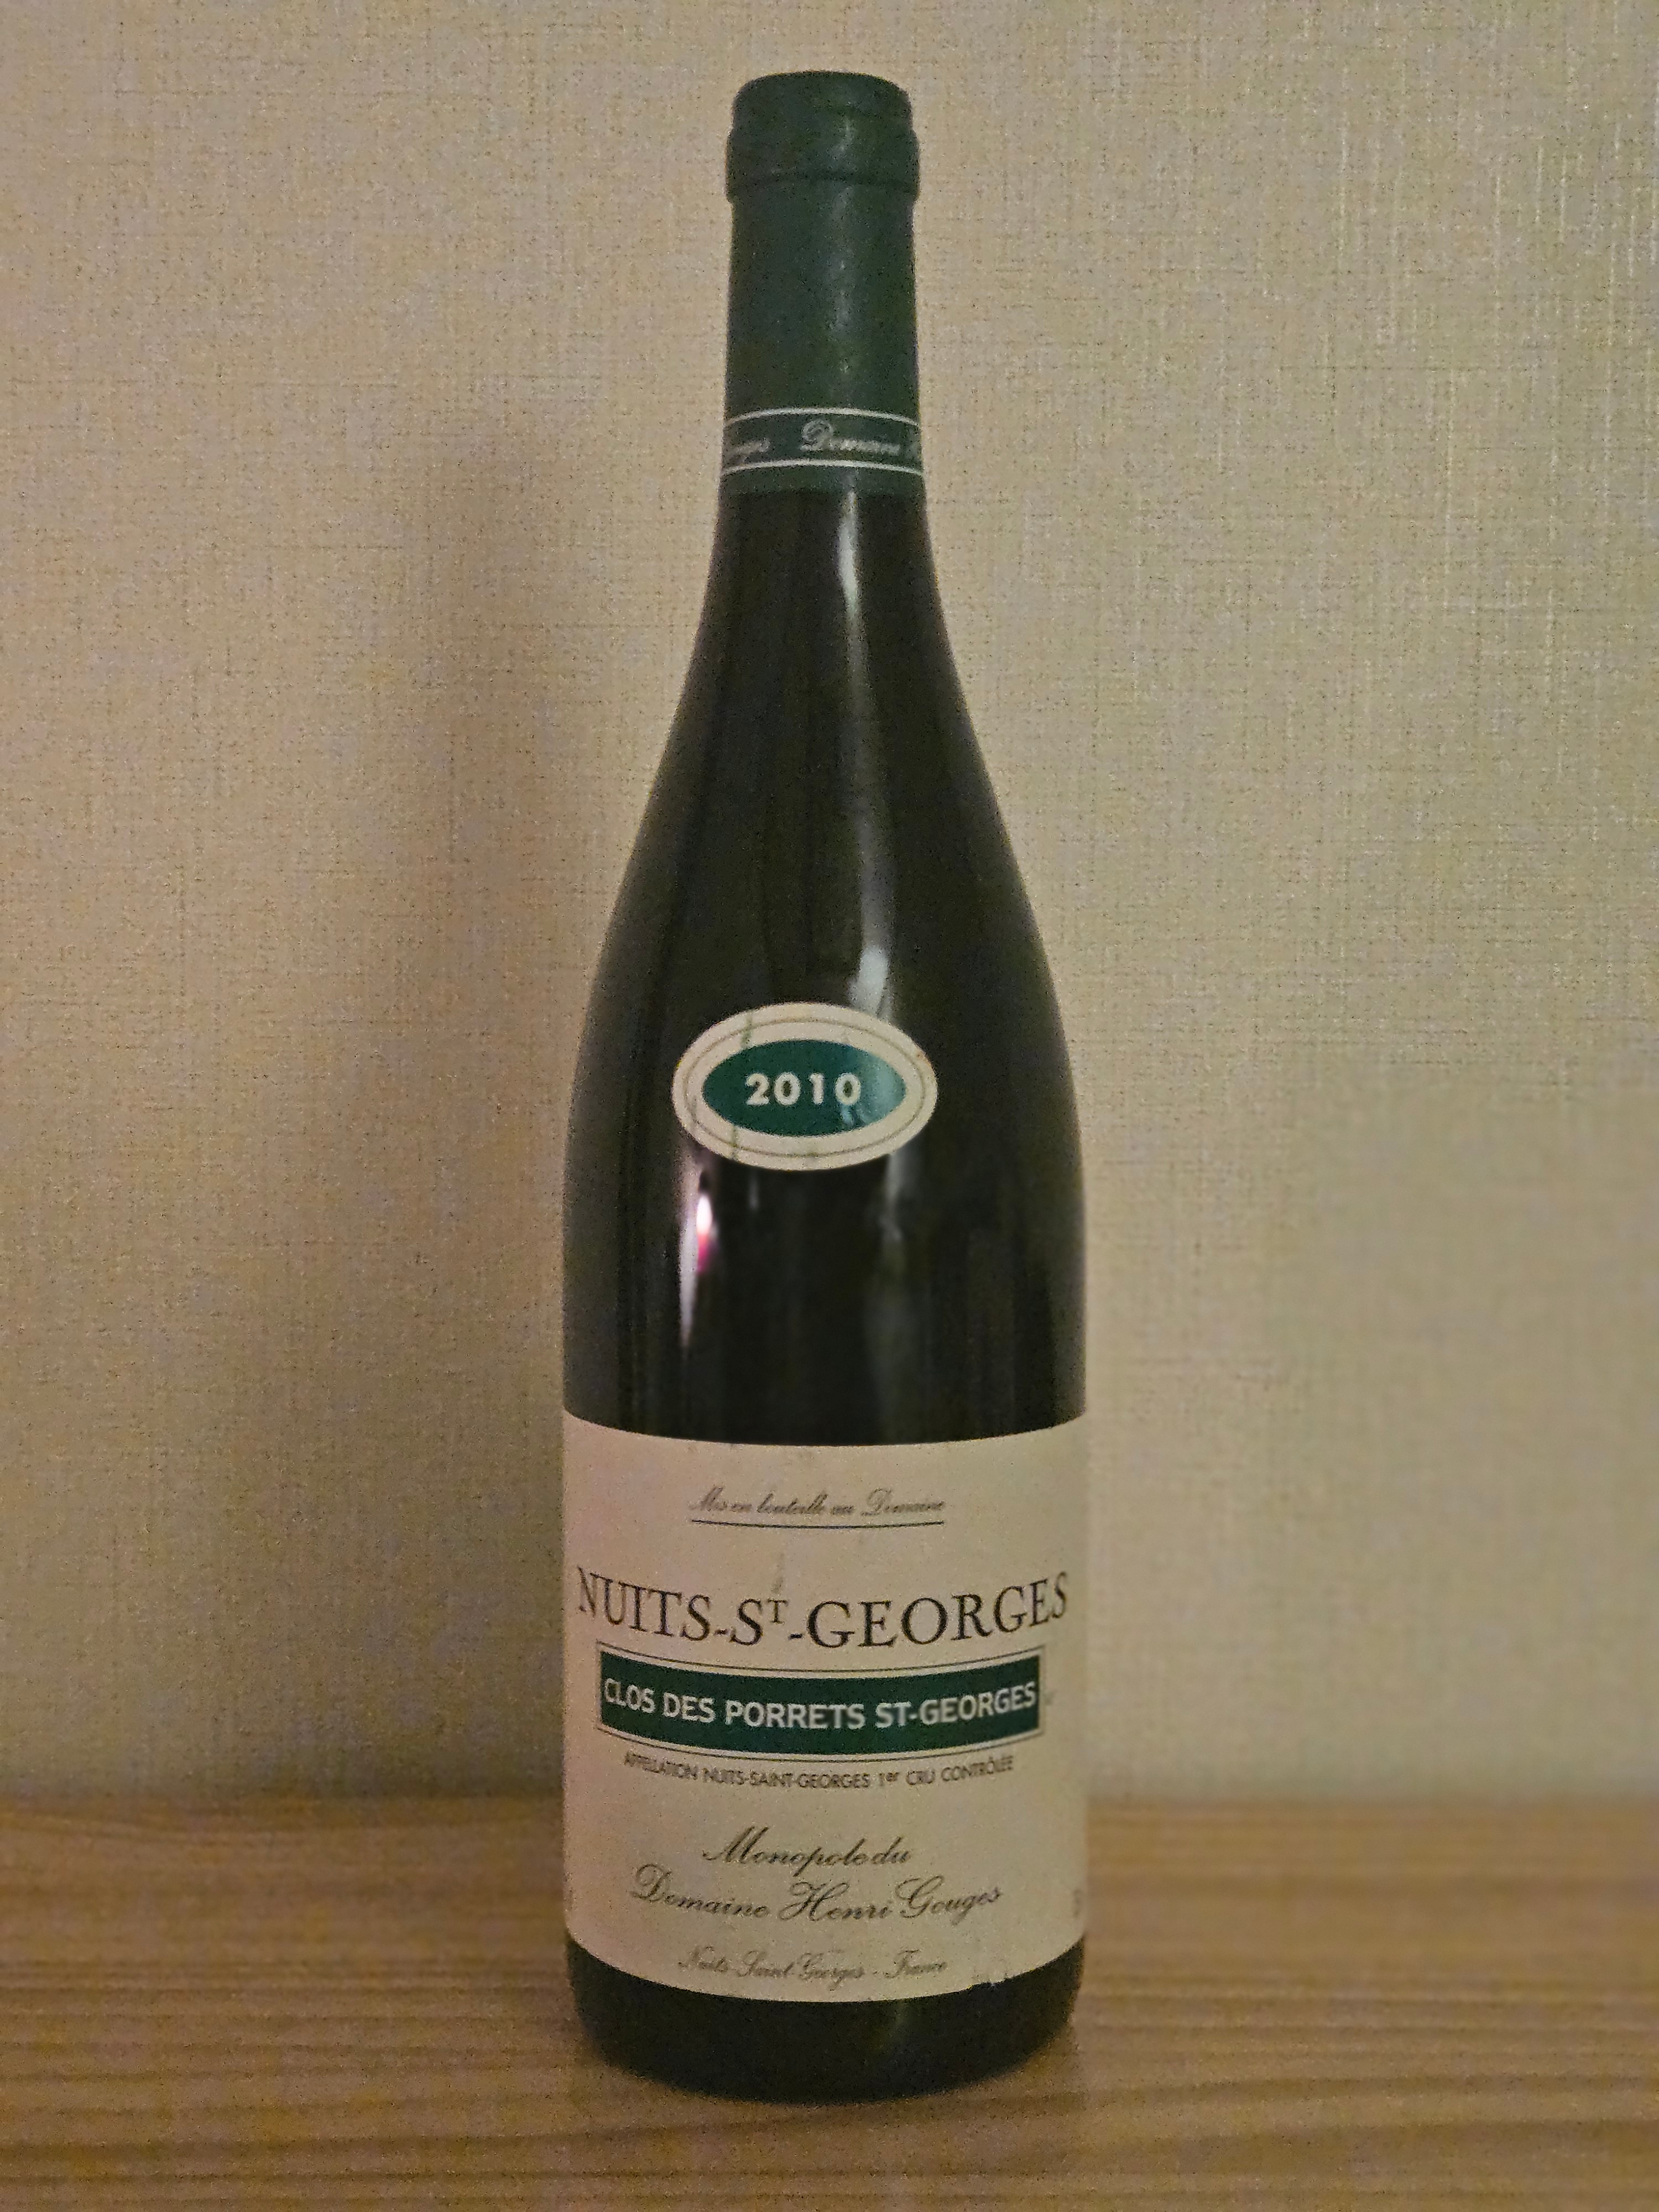 Domaine
2010
Mis en bouteille au Domaine
NUITS-ST-GEORGES
CLOS DES PORRETS ST-GEORGES
APPELLATION NUITS-SAINT-GEORGES 1er CRU CONTRÔLÉE
Monopole du
Domaine Henri Gouges
Nuits-Saint-Georges - France